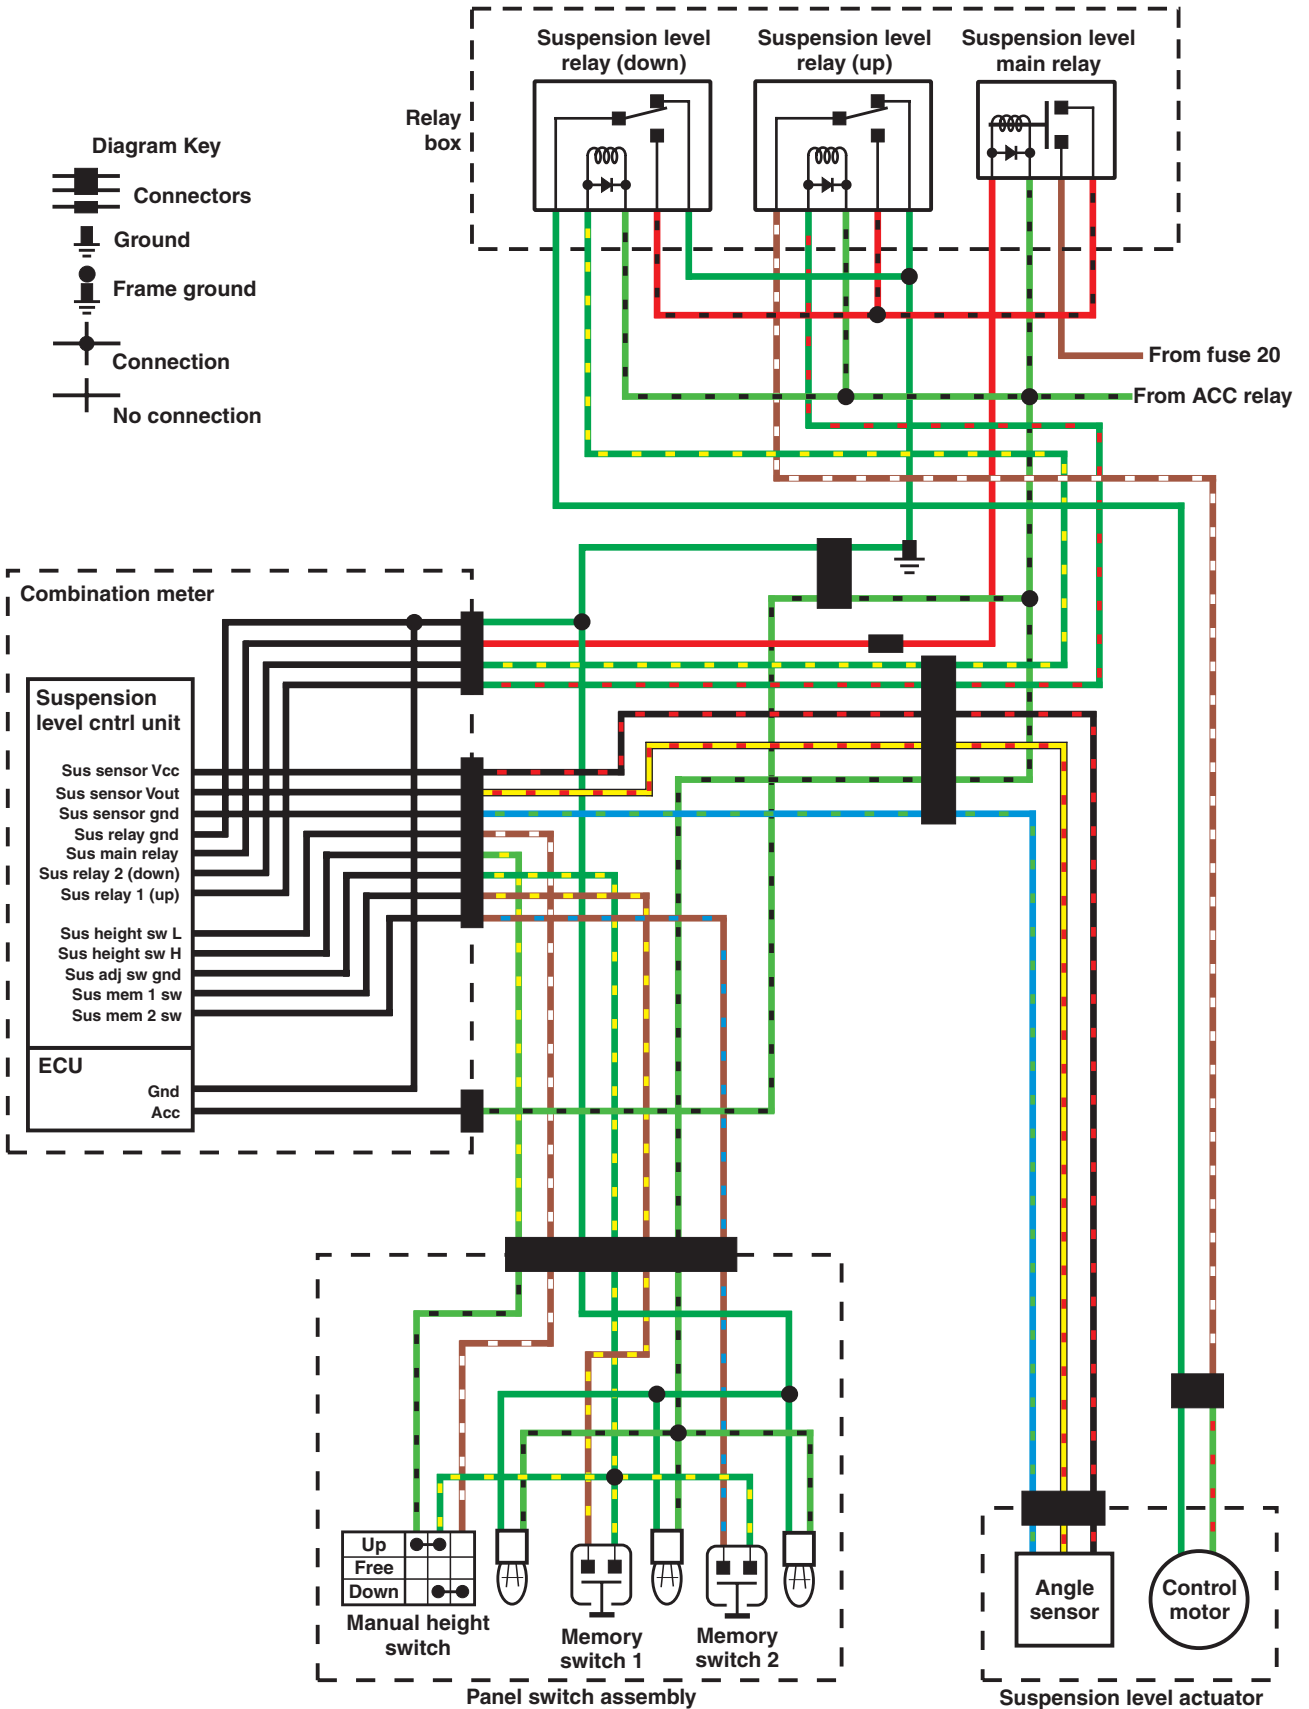 Suspension level
relay (down)
Suspension level
relay (up)
Suspension level
main relay
Relay
box
Diagram Key
Connectors
Ground
Frame ground
Connection
No connection
From fuse 20
From ACC relay
Combination meter
Suspension
level cntrl unit
Sus sensor Vcc
Sus sensor Vout
Sus sensor gnd
Sus relay gnd
Sus main relay
Sus relay 2 (down)
Sus relay 1 (up)
Sus height sw L
Sus height sw H
Sus adj sw gnd
Sus mem 1 sw
Sus mem 2 sw
ECU
Gnd
Acc
Up
Free
Down
Manual height
switch
Memory
switch 1
Memory
switch 2
Panel switch assembly
Angle
sensor
Control
motor
Suspension level actuator